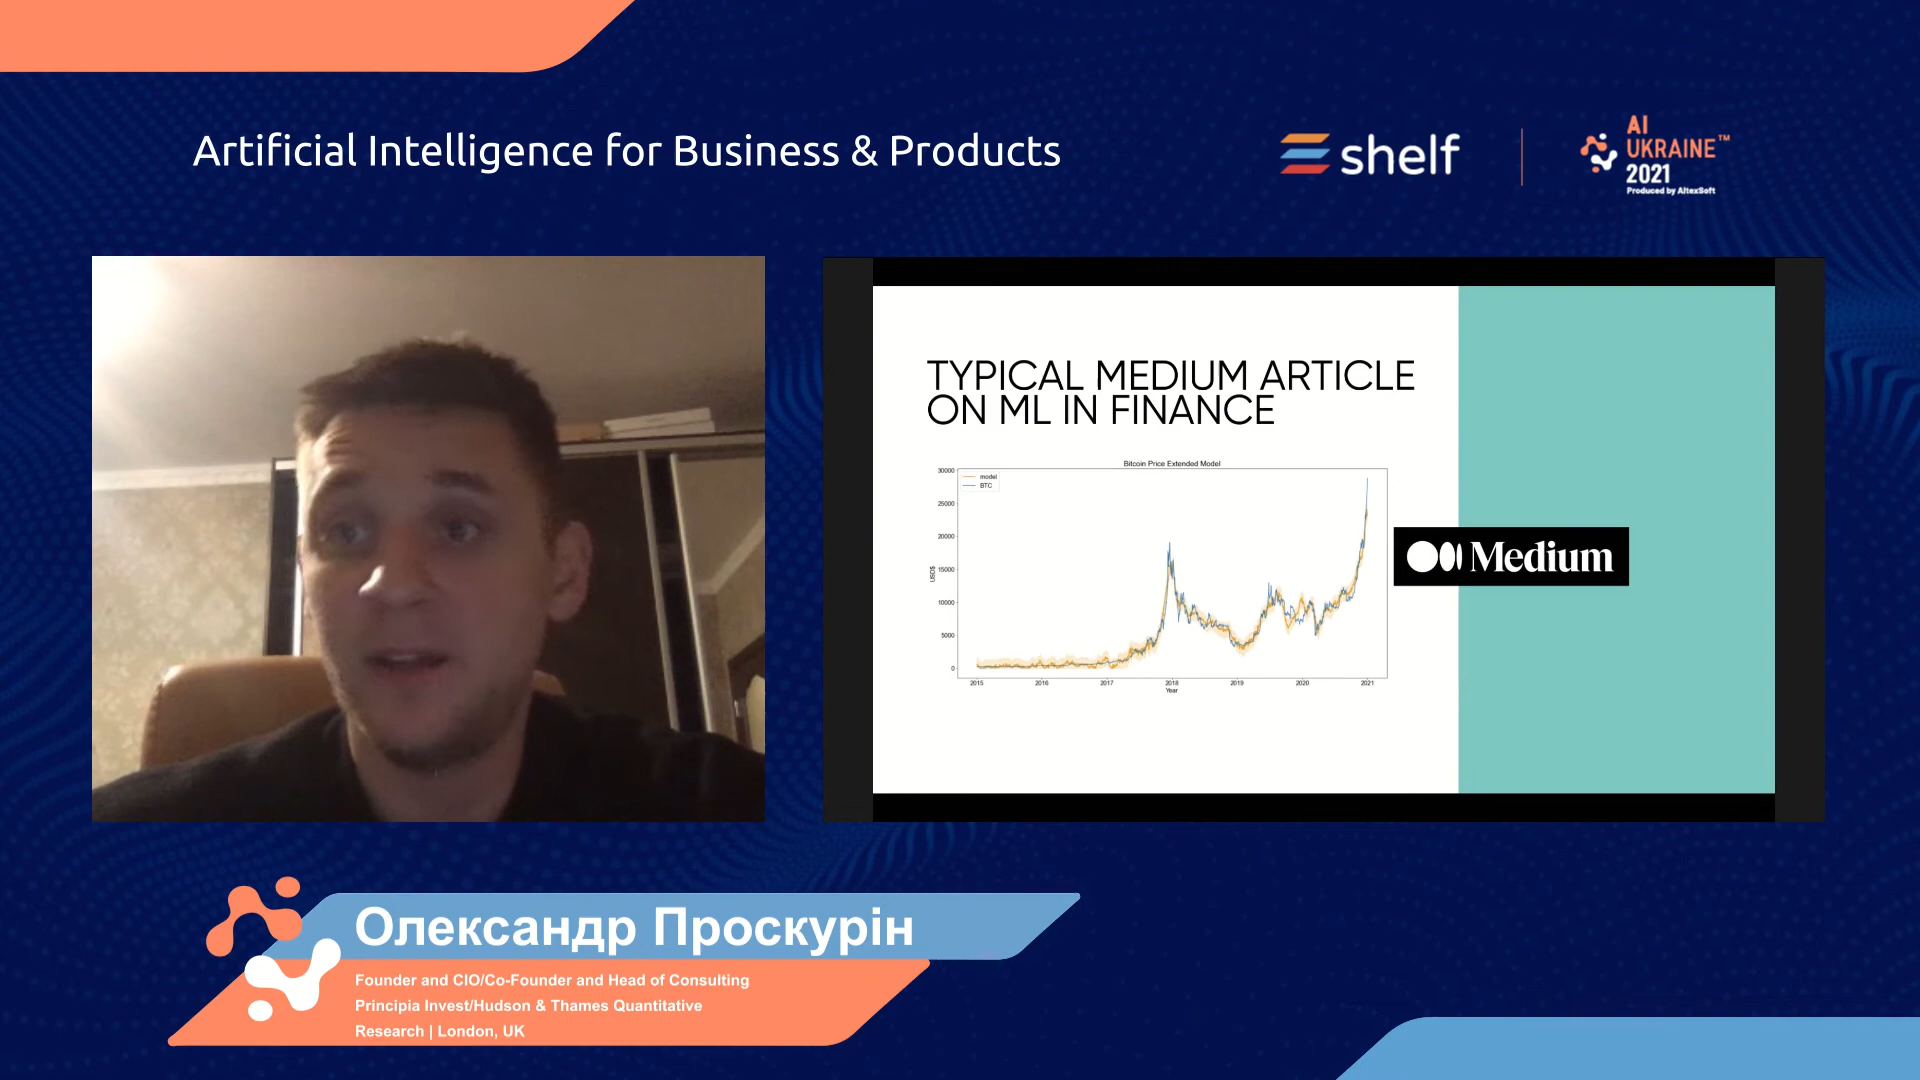 Artificial Intelligence for Business & Products
shelf
AI
UKRAINE™
2021
Produced by AltexSoft
TYPICAL MEDIUM ARTICLE
ON ML IN FINANCE
Bitcoin Price Extended Model
model
BTC
30000
25000
20000
15000
10000
5000
0
USD$
2015 2016 2017 2018 2019 2020 2021
Year
Medium
Олександр Проскурін
Founder and CIO/Co-Founder and Head of Consulting
Principia Invest/Hudson & Thames Quantitative
Research | London, UK